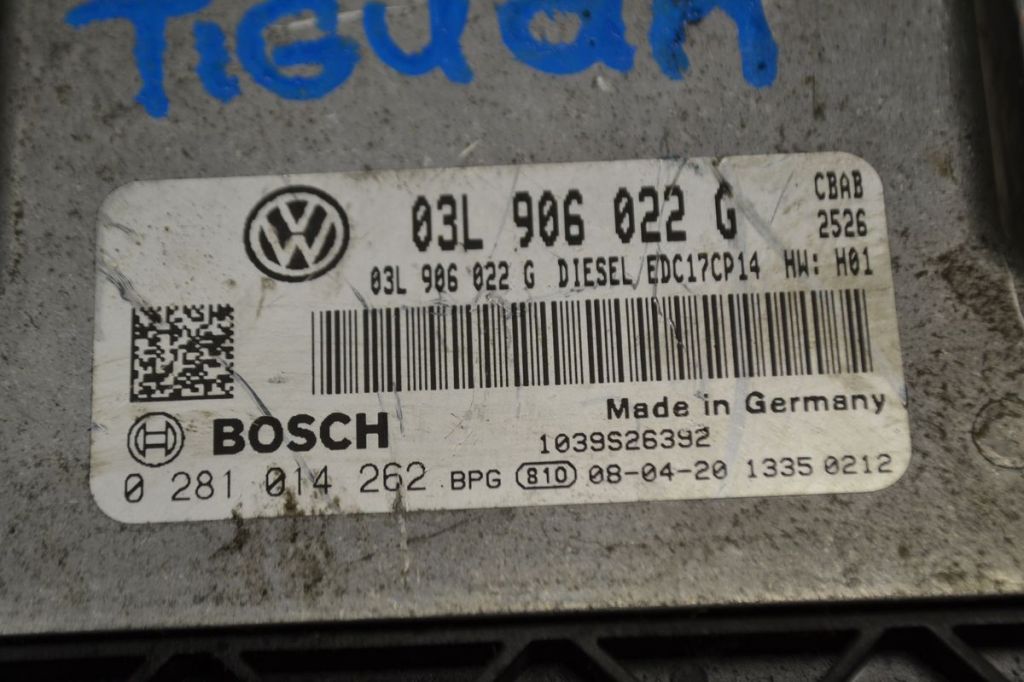 TIGUAN
03L 906 022 G
CBAB
2526
03L 906 022 G DIESEL EDC17CP14 HW: H01
Made in Germany
BOSCH
1039S26392
0 281 014 262 BPG 810 08-04-20 1335 0212